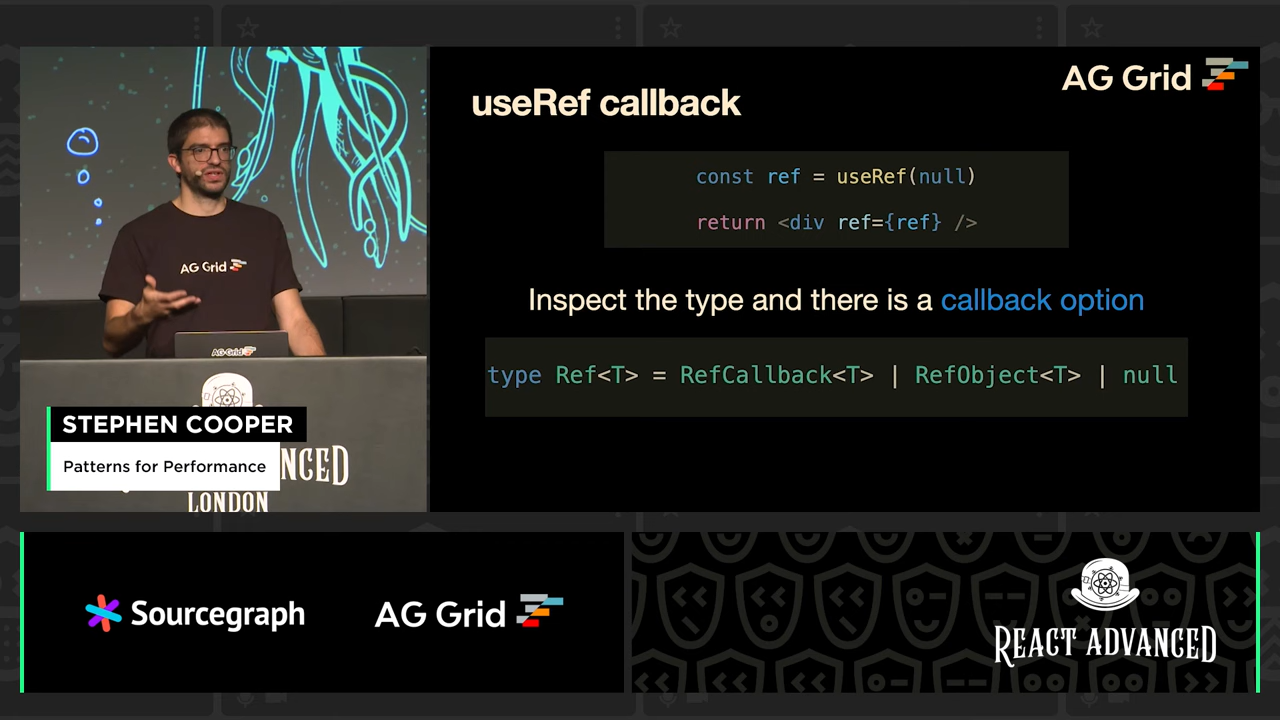 AG Grid
useRef callback
const ref = useRef(null)
return <div ref={ref} />
Inspect the type and there is a callback option
type Ref<T> = RefCallback<T> | RefObject<T> | null
AG Grid
AG Grid
STEPHEN COOPER
Patterns for Performance
NCED
LONDON
Sourcegraph
AG Grid
REACT ADVANCED